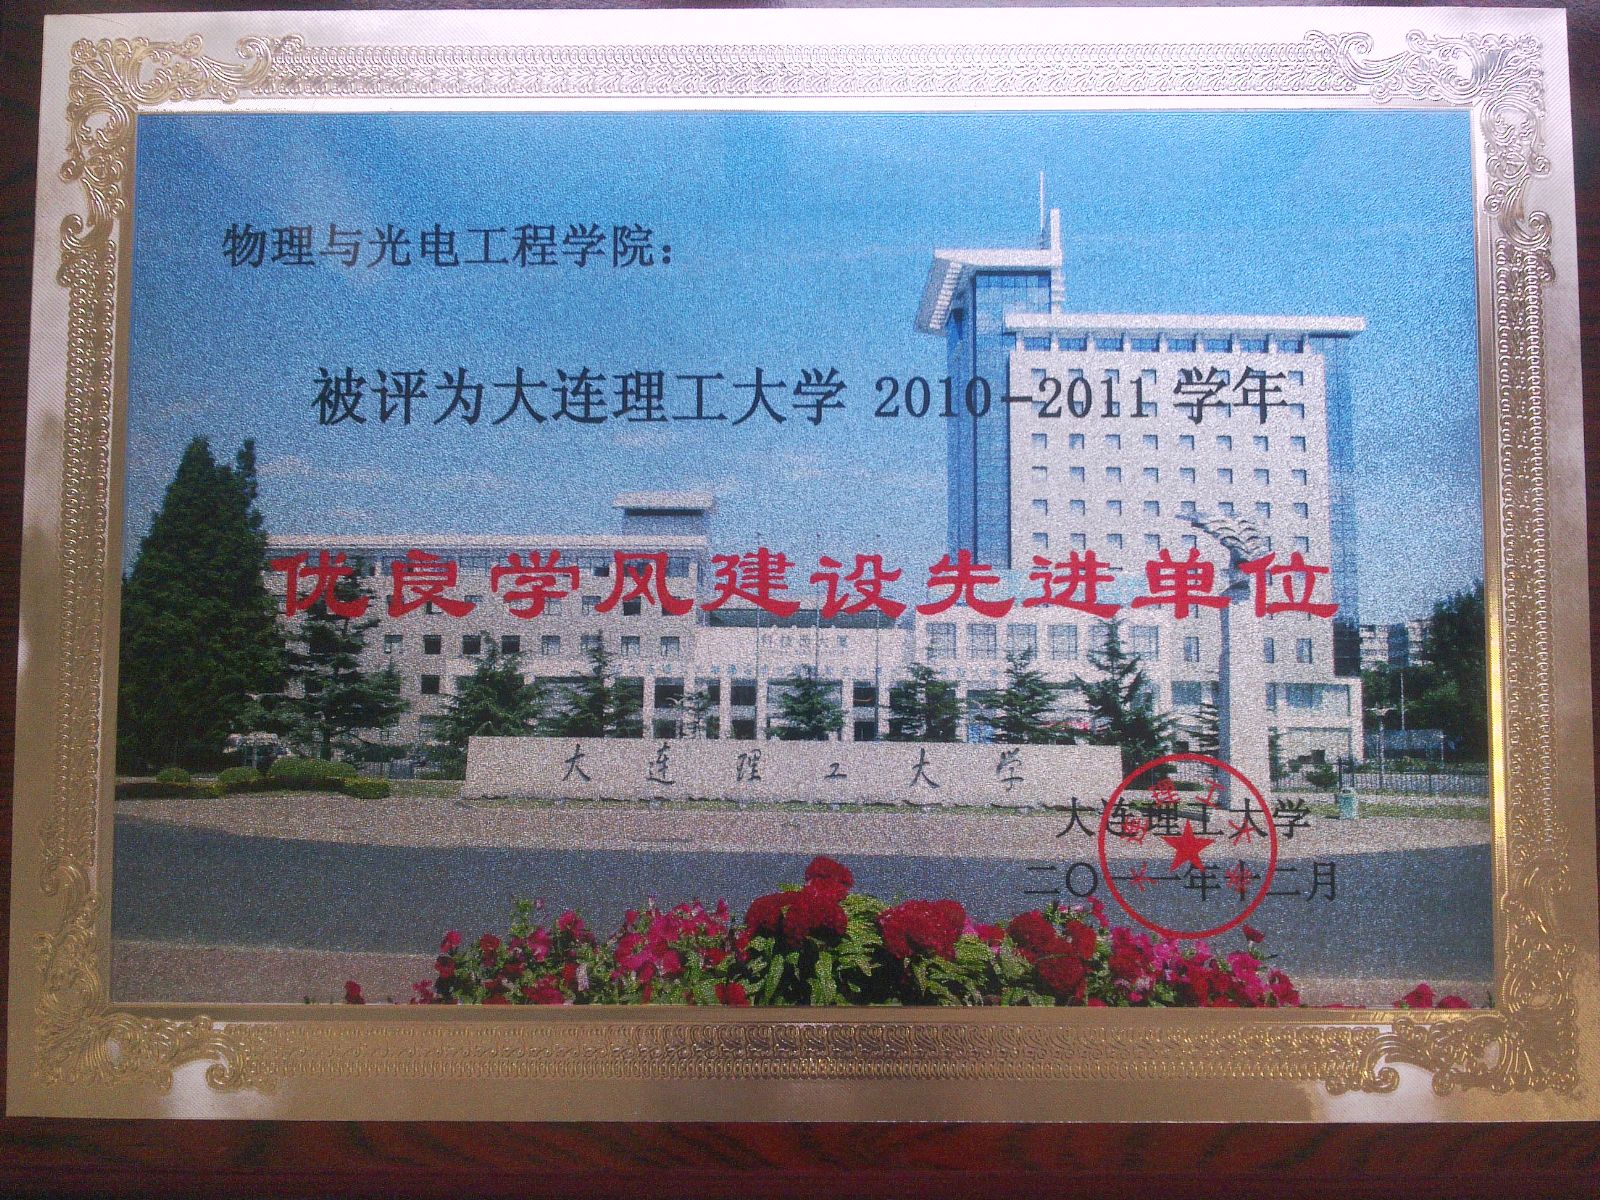 物理与光电工程学院：
被评为大连理工大学 2010-2011 学年
优良学风建设先进单位
大连理工大学
大连理工大学
二〇一一年十二月